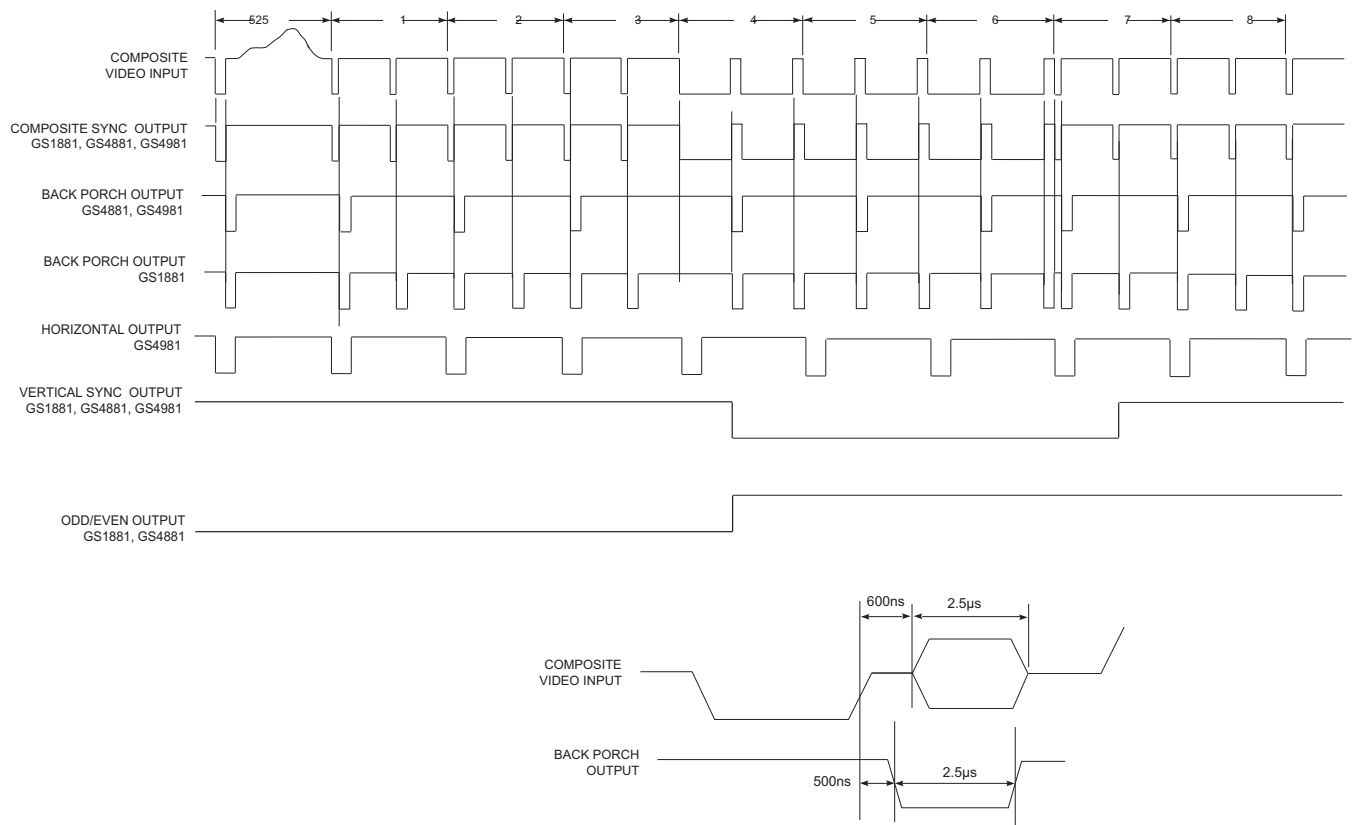 525 1 2 3 4 5 6 7 8
COMPOSITE
VIDEO INPUT
COMPOSITE SYNC OUTPUT
GS1881, GS4881, GS4981
BACK PORCH OUTPUT
GS4881, GS4981
BACK PORCH OUTPUT
GS1881
HORIZONTAL OUTPUT
GS4981
VERTICAL SYNC OUTPUT
GS1881, GS4881, GS4981
ODD/EVEN OUTPUT
GS1881, GS4881
600ns 2.5µs
COMPOSITE
VIDEO INPUT
BACK PORCH
OUTPUT
500ns 2.5µs